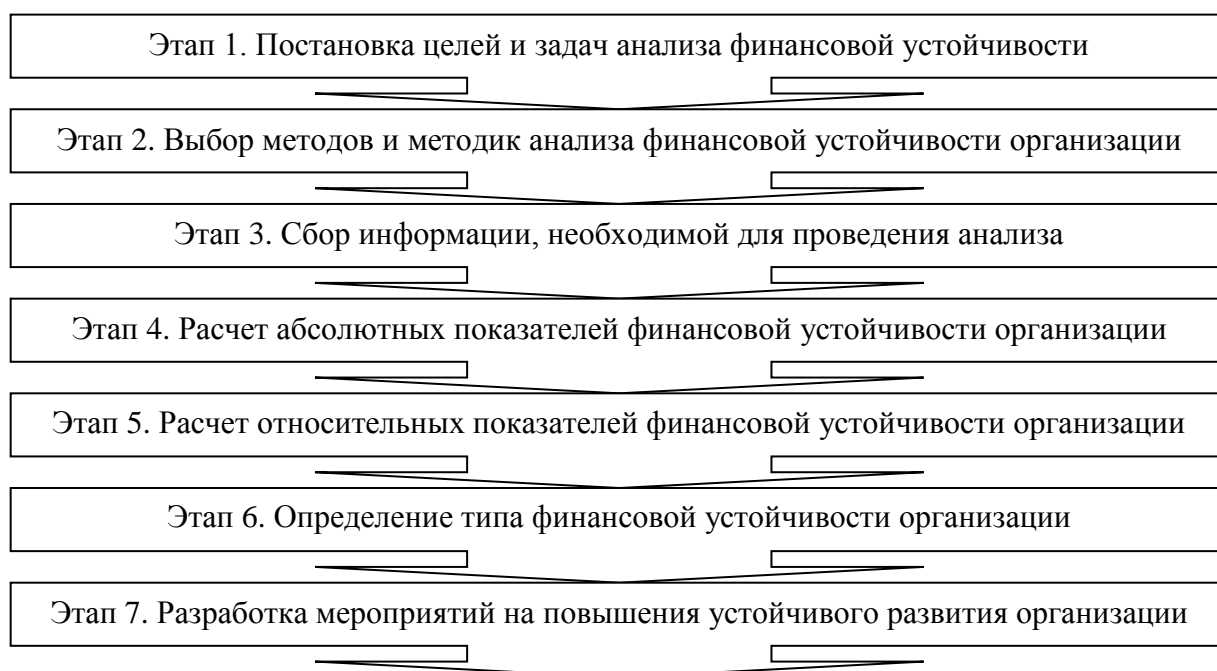 Этап 1. Постановка целей и задач анализа финансовой устойчивости
Этап 2. Выбор методов и методик анализа финансовой устойчивости организации
Этап 3. Сбор информации, необходимой для проведения анализа
Этап 4. Расчет абсолютных показателей финансовой устойчивости организации
Этап 5. Расчет относительных показателей финансовой устойчивости организации
Этап 6. Определение типа финансовой устойчивости организации
Этап 7. Разработка мероприятий на повышения устойчивого развития организации